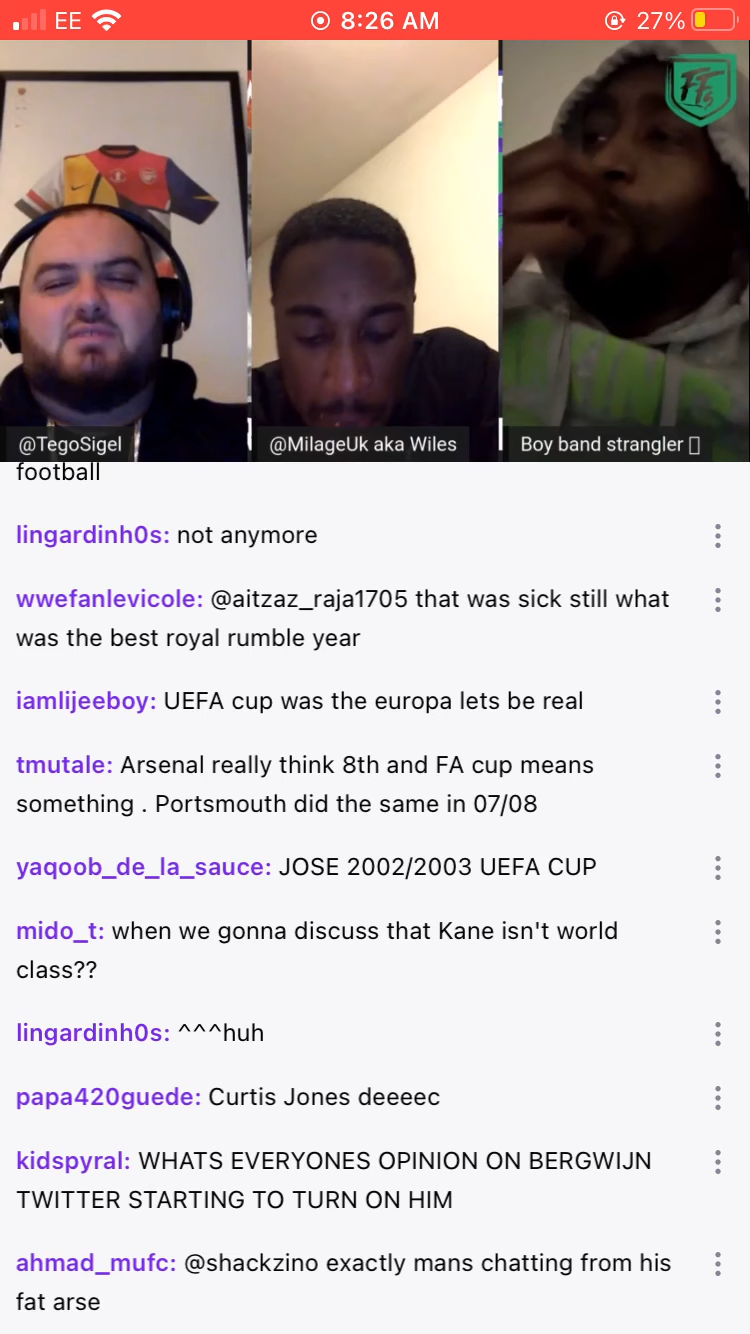 EE 8:26 AM 27%
FTS
@TegoSigel
@MilageUk aka Wiles
Boy band strangler
football
lingardinh0s: not anymore
wwefanlevicole: @aitzaz_raja1705 that was sick still what
was the best royal rumble year
iamlijeeboy: UEFA cup was the europa lets be real
tmutale: Arsenal really think 8th and FA cup means
something . Portsmouth did the same in 07/08
yaqoob_de_la_sauce: JOSE 2002/2003 UEFA CUP
mido_t: when we gonna discuss that Kane isn't world
class??
lingardinh0s: ^^^huh
papa420guede: Curtis Jones deeeec
kidspyral: WHATS EVERYONES OPINION ON BERGWIJN
TWITTER STARTING TO TURN ON HIM
ahmad_mufc: @shackzino exactly mans chatting from his
fat arse